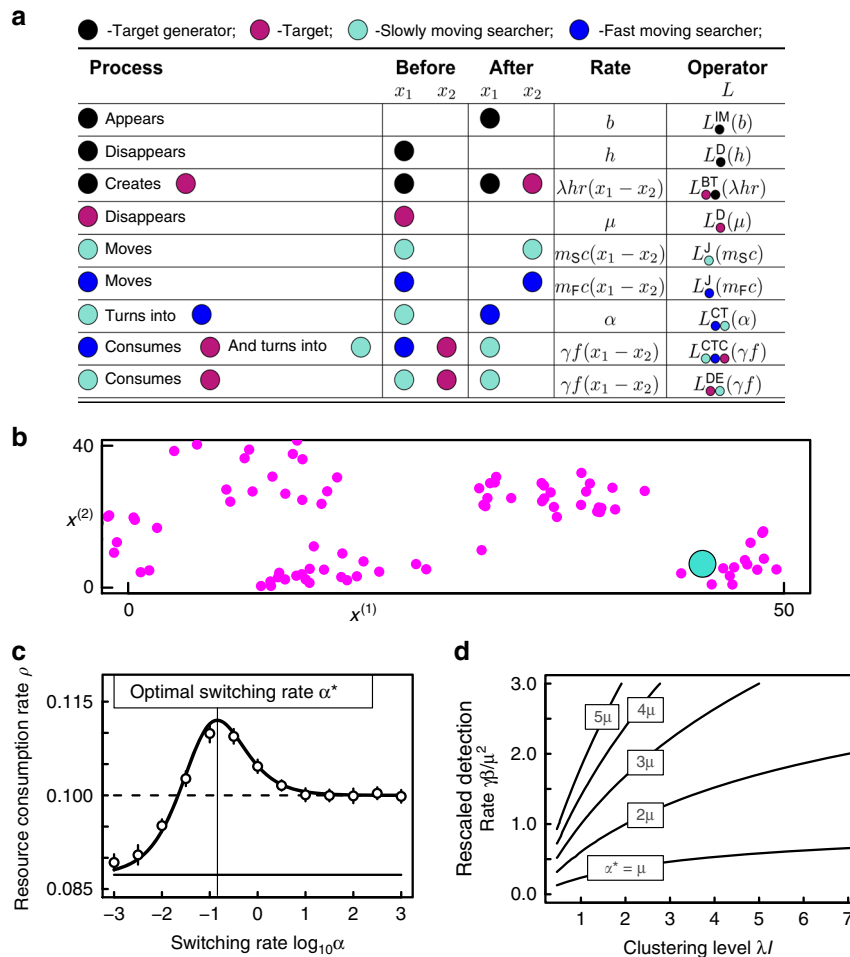 a
-Target generator; -Target; -Slowly moving searcher; -Fast moving searcher;
Process Before After Rate Operator
x₁ x₂ x₁ x₂ L
Appears b L^IM(b)
Disappears h L^D(h)
Creates λhr(x₁ − x₂) L^BT(λhr)
Disappears μ L^D(μ)
Moves m_S c(x₁ − x₂) L^J(m_S c)
Moves m_F c(x₁ − x₂) L^J(m_F c)
Turns into α L^CT(α)
Consumes And turns into γf(x₁ − x₂) L^CTC(γf)
Consumes γf(x₁ − x₂) L^DE(γf)
b
40
x⁽²⁾
0
0 50
x⁽¹⁾
c
Optimal switching rate α*
Resource consumption rate ρ
0.115
0.100
0.085
−3 −2 −1 0 1 2 3
Switching rate log₁₀α
d
Rescaled detection
Rate γβ/μ²
3.0
2.0
1.0
0.0
5μ 4μ
3μ
2μ
α* = μ
1 2 3 4 5 6 7
Clustering level λl